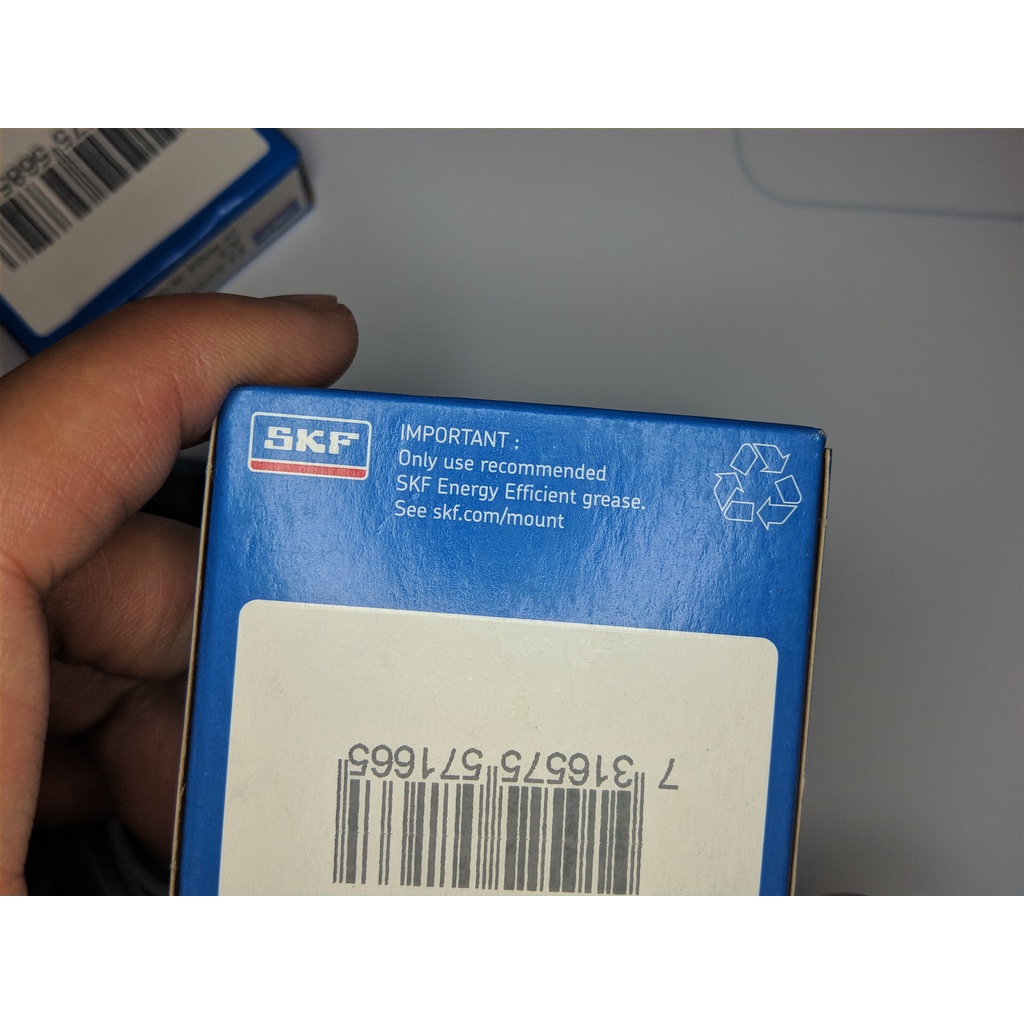 SKF
IMPORTANT :
Only use recommended
SKF Energy Efficient grease.
See skf.com/mount
7 316575 571665